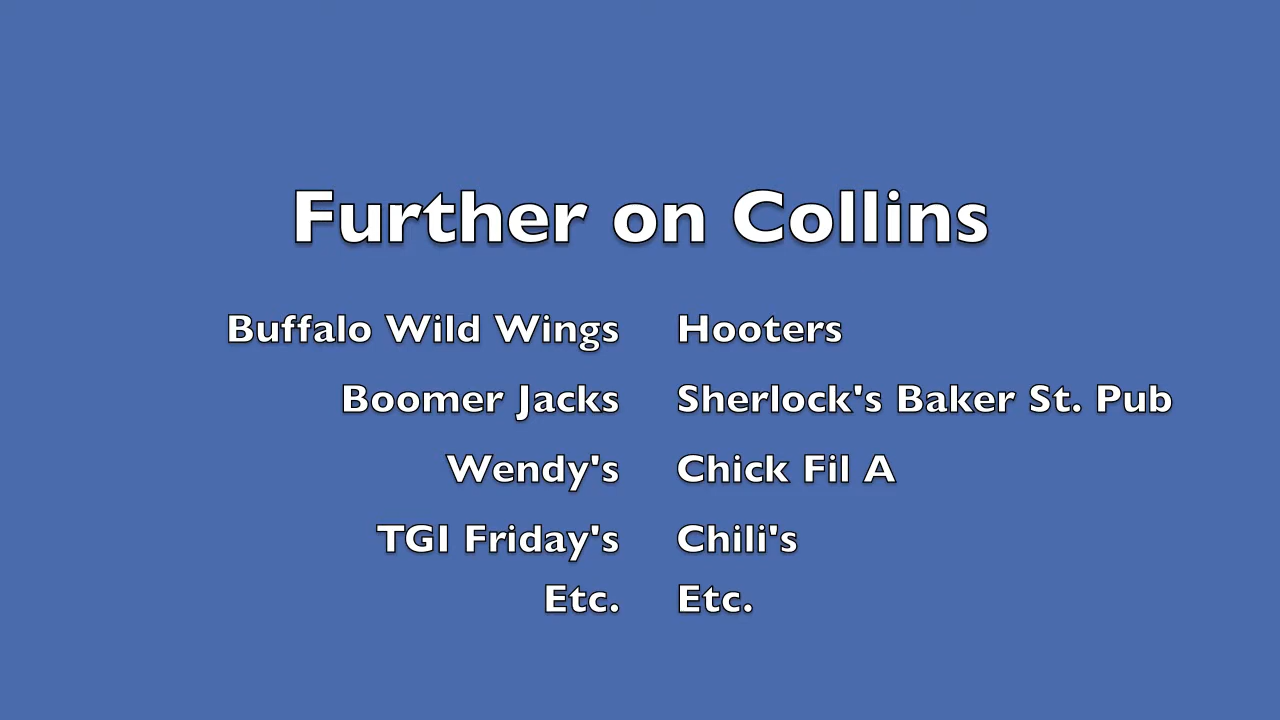 Further on Collins
Buffalo Wild Wings Hooters
Boomer Jacks Sherlock's Baker St. Pub
Wendy's Chick Fil A
TGI Friday's Chili's
Etc. Etc.